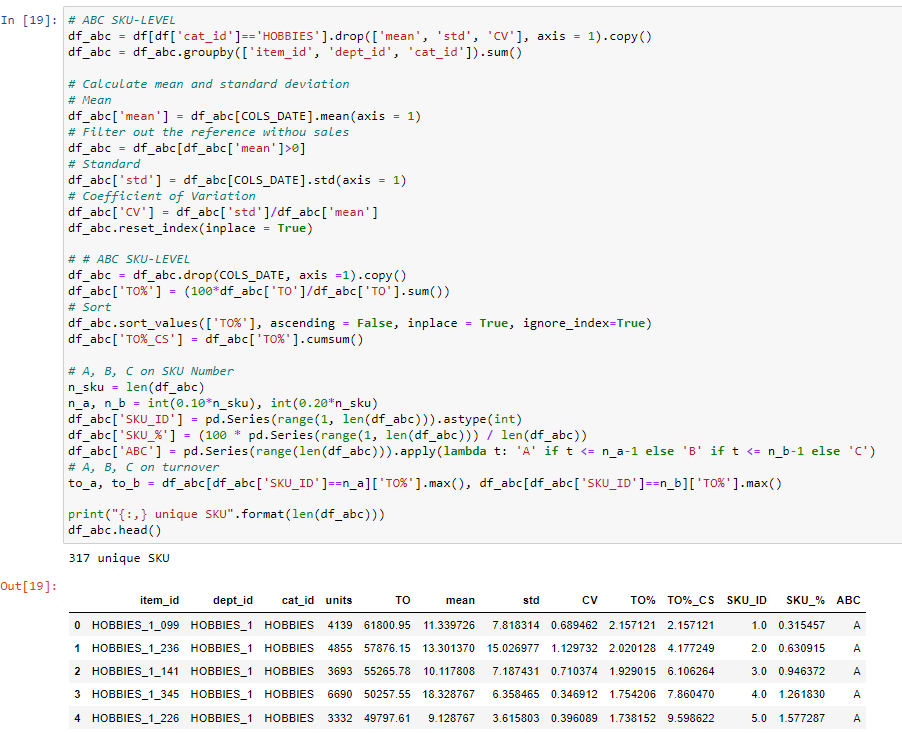 In [19]:
# ABC SKU-LEVEL
df_abc = df[df['cat_id']=='HOBBIES'].drop(['mean', 'std', 'CV'], axis = 1).copy()
df_abc = df_abc.groupby(['item_id', 'dept_id', 'cat_id']).sum()
# Calculate mean and standard deviation
# Mean
df_abc['mean'] = df_abc[COLS_DATE].mean(axis = 1)
# Filter out the reference withou sales
df_abc = df_abc[df_abc['mean']>0]
# Standard
df_abc['std'] = df_abc[COLS_DATE].std(axis = 1)
# Coefficient of Variation
df_abc['CV'] = df_abc['std']/df_abc['mean']
df_abc.reset_index(inplace = True)
# # ABC SKU-LEVEL
df_abc = df_abc.drop(COLS_DATE, axis =1).copy()
df_abc['TO%'] = (100*df_abc['TO']/df_abc['TO'].sum())
# Sort
df_abc.sort_values(['TO%'], ascending = False, inplace = True, ignore_index=True)
df_abc['TO%_CS'] = df_abc['TO%'].cumsum()
# A, B, C on SKU Number
n_sku = len(df_abc)
n_a, n_b = int(0.10*n_sku), int(0.20*n_sku)
df_abc['SKU_ID'] = pd.Series(range(1, len(df_abc))).astype(int)
df_abc['SKU_%'] = (100 * pd.Series(range(1, len(df_abc))) / len(df_abc))
df_abc['ABC'] = pd.Series(range(len(df_abc))).apply(lambda t: 'A' if t <= n_a-1 else 'B' if t <= n_b-1 else 'C')
# A, B, C on turnover
to_a, to_b = df_abc[df_abc['SKU_ID']==n_a]['TO%'].max(), df_abc[df_abc['SKU_ID']==n_b]['TO%'].max()
print("{:,} unique SKU".format(len(df_abc)))
df_abc.head()
317 unique SKU
Out[19]:
item_id dept_id cat_id units TO mean std CV TO% TO%_CS SKU_ID SKU_% ABC
0 HOBBIES_1_099 HOBBIES_1 HOBBIES 4139 61800.95 11.339726 7.818314 0.689462 2.157121 2.157121 1.0 0.315457 A
1 HOBBIES_1_236 HOBBIES_1 HOBBIES 4855 57876.15 13.301370 15.026977 1.129732 2.020128 4.177249 2.0 0.630915 A
2 HOBBIES_1_141 HOBBIES_1 HOBBIES 3693 55265.78 10.117808 7.187431 0.710374 1.929015 6.106264 3.0 0.946372 A
3 HOBBIES_1_345 HOBBIES_1 HOBBIES 6690 50257.55 18.328767 6.358465 0.346912 1.754206 7.860470 4.0 1.261830 A
4 HOBBIES_1_226 HOBBIES_1 HOBBIES 3332 49797.61 9.128767 3.615803 0.396089 1.738152 9.598622 5.0 1.577287 A